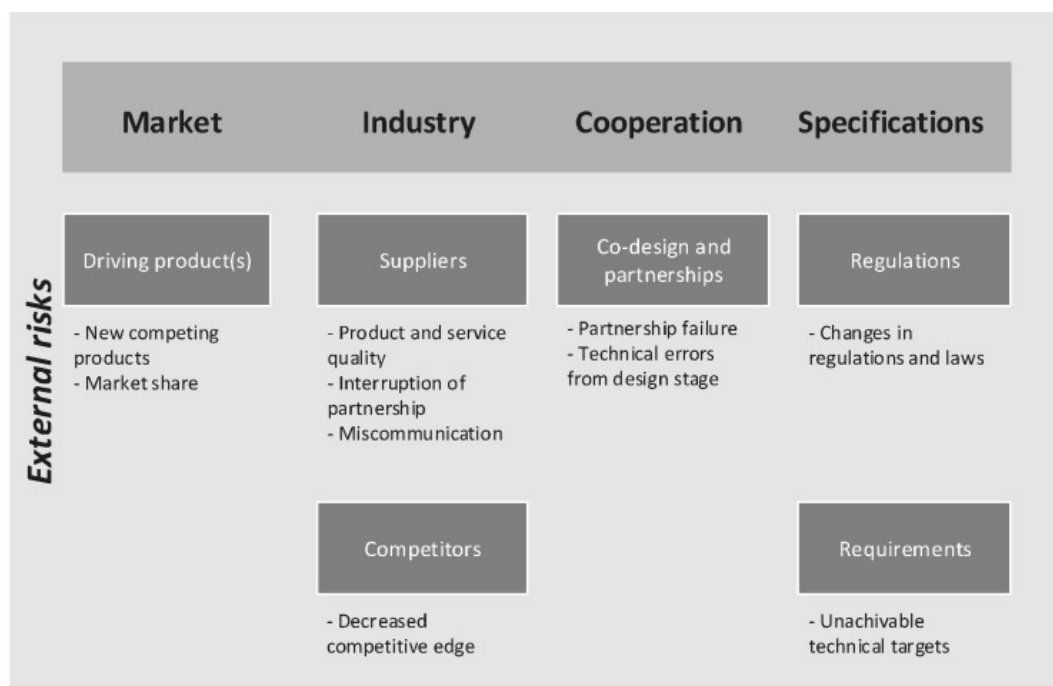 Market
Industry
Cooperation
Specifications
External risks
Driving product(s)
- New competing
products
- Market share
Suppliers
- Product and service
quality
- Interruption of
partnership
- Miscommunication
Competitors
- Decreased
competitive edge
Co-design and
partnerships
- Partnership failure
- Technical errors
from design stage
Regulations
- Changes in
regulations and laws
Requirements
- Unachivable
technical targets